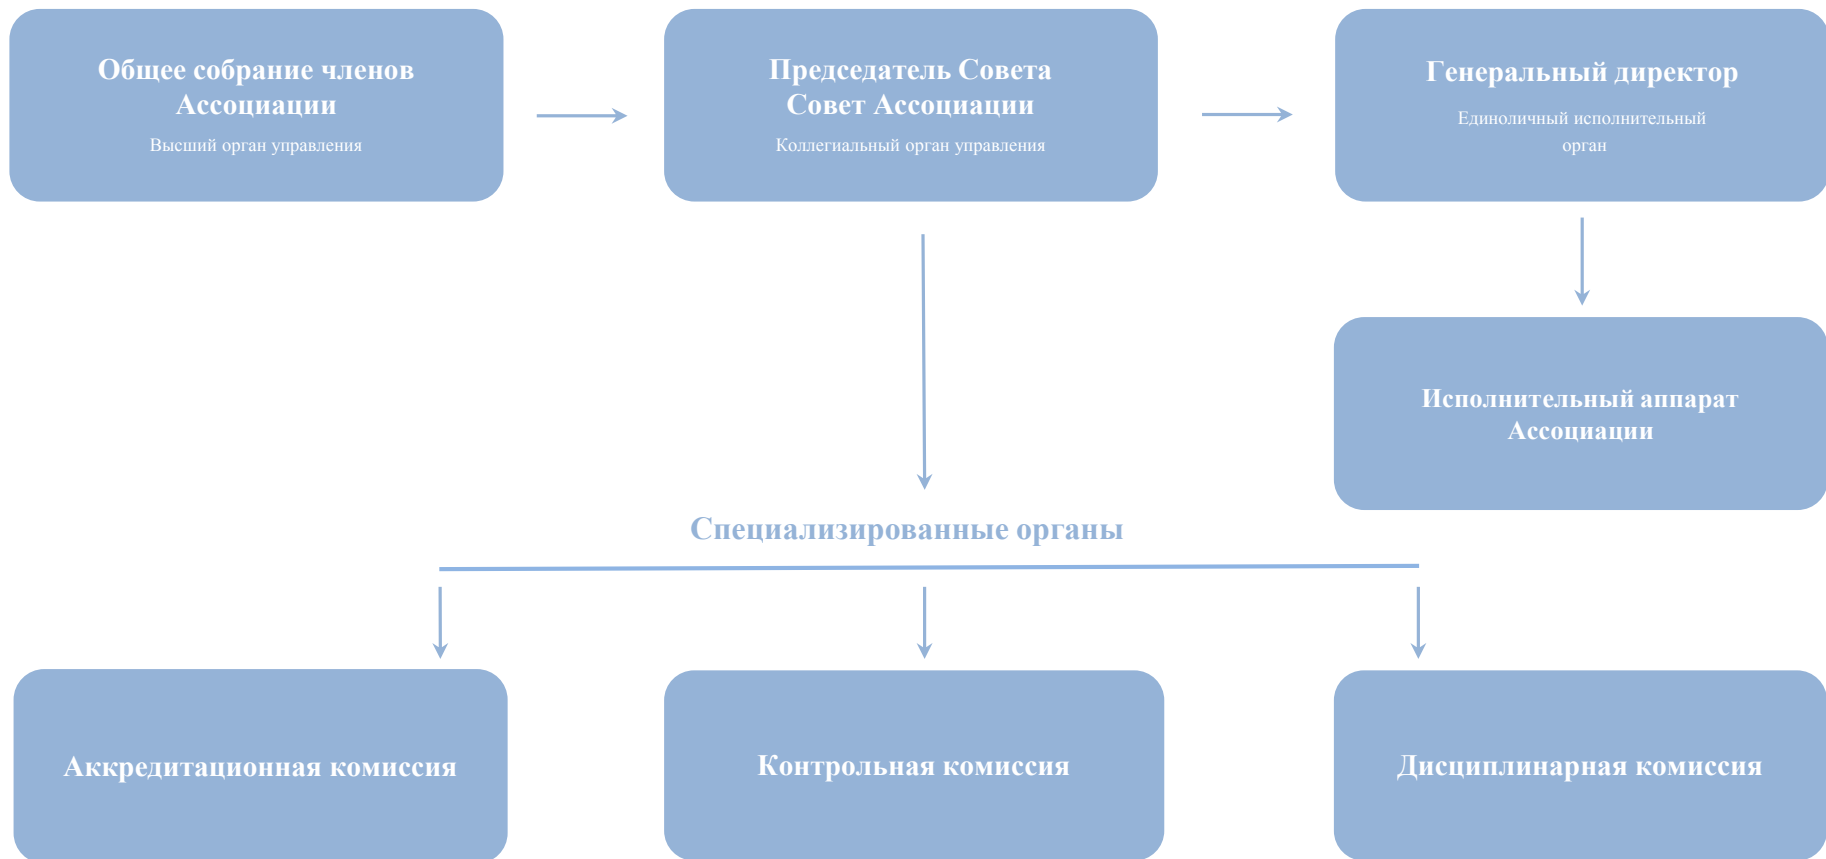 Общее собрание членов
Ассоциации
Высший орган управления
Председатель Совета
Совет Ассоциации
Коллегиальный орган управления
Генеральный директор
Единоличный исполнительный
орган
Исполнительный аппарат
Ассоциации
Специализированные органы
Аккредитационная комиссия
Контрольная комиссия
Дисциплинарная комиссия